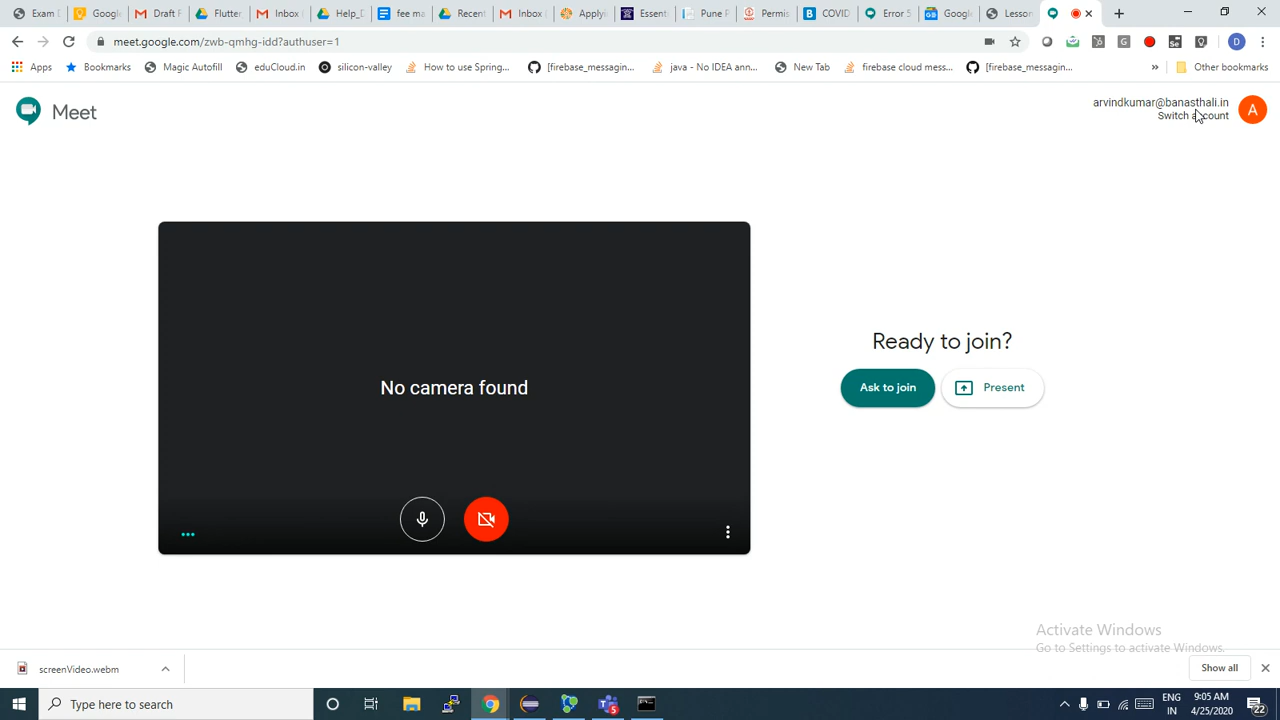 Exam D
Google
Draft F
Flutter
Inbox (
Help_D
fee ma
Recent
Inbox (
Applyi
Essent
Pune P
Permis
COVID
Error 5
Google
Lesson
meet.google.com/zwb-qmhg-idd?authuser=1
D
Apps
Bookmarks
Magic Autofill
eduCloud.in
silicon-valley
How to use Spring...
[firebase_messagin...
java - No IDEA ann...
New Tab
firebase cloud mess...
[firebase_messagin...
»
Other bookmarks
Meet
arvindkumar@banasthali.in
Switch account
A
No camera found
Ready to join?
Ask to join
Present
Activate Windows
Go to Settings to activate Windows.
screenVideo.webm
Show all
Type here to search
5
ENG
IN
9:05 AM
4/25/2020
22